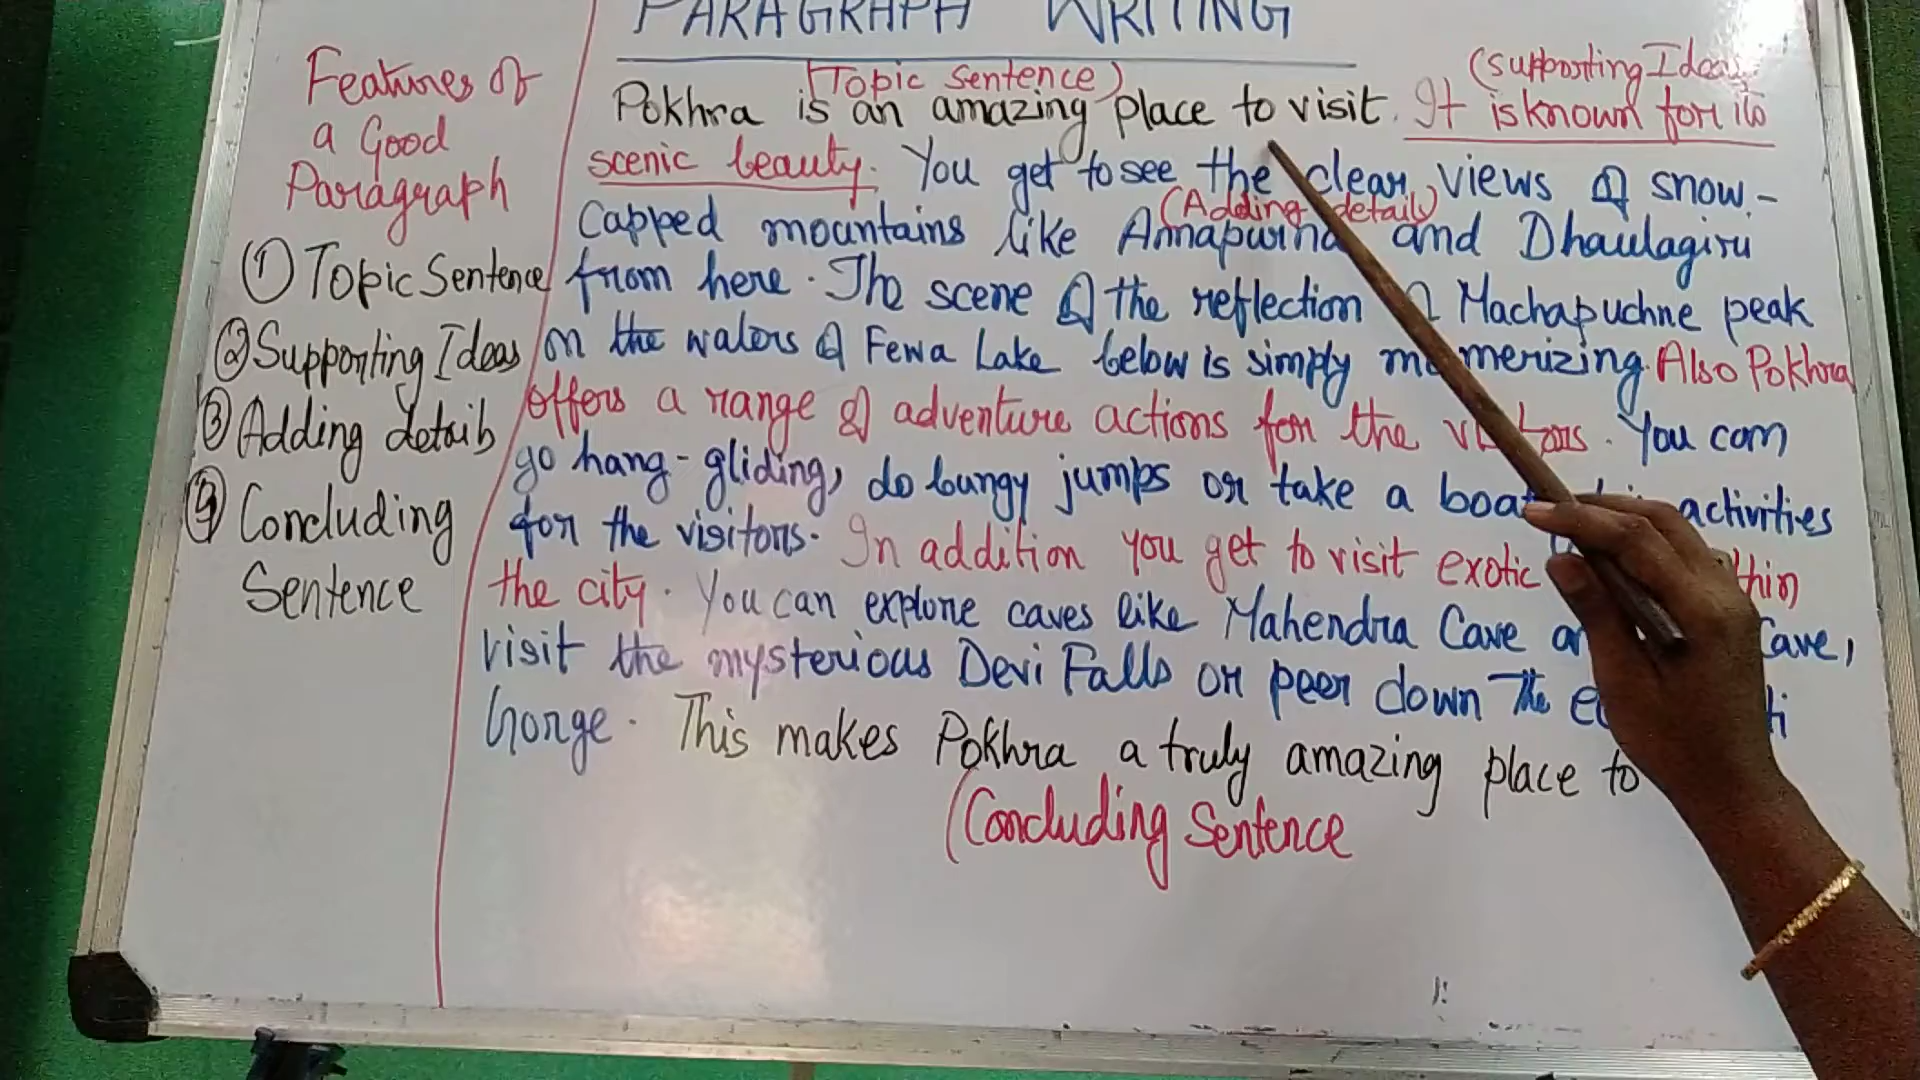 PARAGRAPH WRITING
Features of
a Good
Paragraph
① Topic Sentence
② Supporting Ideas
③ Adding details
④ Concluding
Sentence
(Topic Sentence)
(Supporting Ideas)
Pokhra is an amazing place to visit. It is known for its
scenic beauty. You get to see the clear views of snow-
(Adding detail)
Capped mountains like Annapurna and Dhaulagiri
from here. The scene of the reflection Machapuchne peak
on the waters of Fewa Lake below is simply Also Pokhra
offers a range of adventure actions for the You can
go hang-gliding, do bungy jumps or take a activities
for the visitors. In addition you get to visit exotic
the city. You can explore caves like Mahendra Cave Cave,
visit the mysterious Devi Falls or peer down The
Gorge. This makes Pokhra a truly amazing place to
(Concluding Sentence